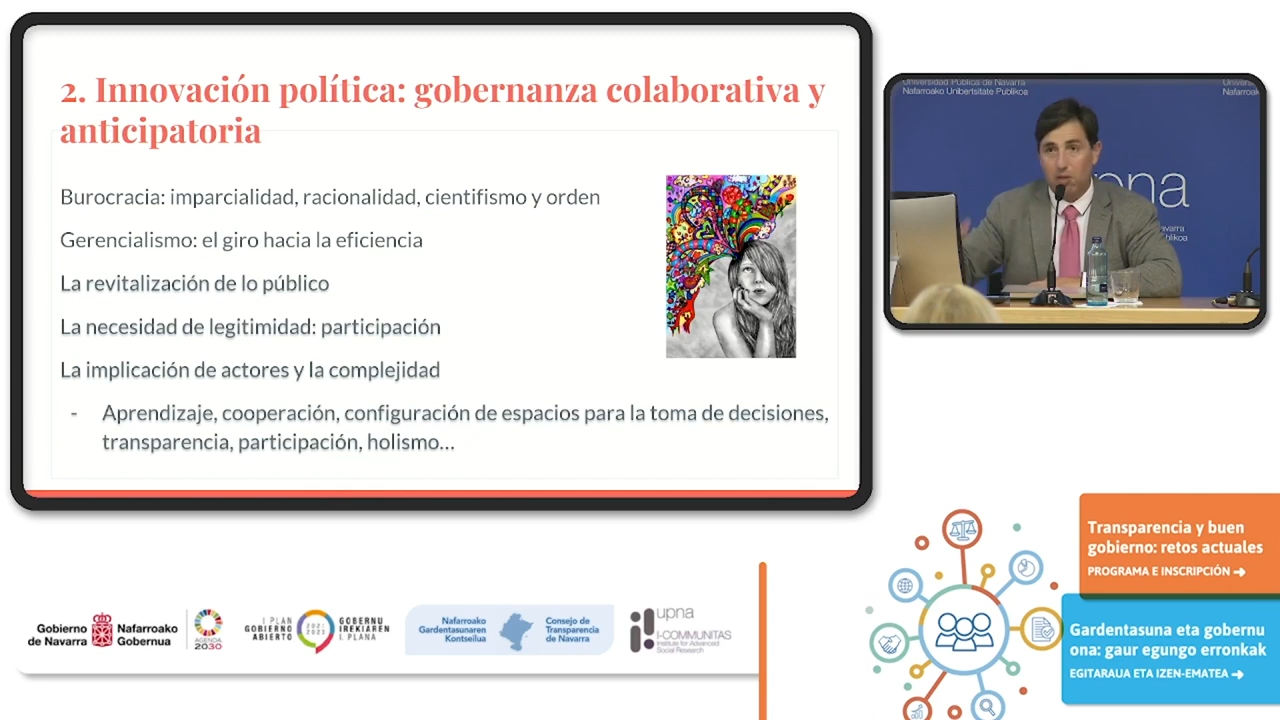 2. Innovación política: gobernanza colaborativa y
anticipatoria
Burocracia: imparcialidad, racionalidad, cientifismo y orden
Gerencialismo: el giro hacia la eficiencia
La revitalización de lo público
La necesidad de legitimidad: participación
La implicación de actores y la complejidad
- Aprendizaje, cooperación, configuración de espacios para la toma de decisiones,
transparencia, participación, holismo...
Universidad Pública de Navarra
Nafarroako Unibertsitate Publikoa
upna
Transparencia y buen
gobierno: retos actuales
PROGRAMA E INSCRIPCIÓN ➜
Gardentasuna eta gobernu
ona: gaur egungo erronkak
EGITARAUA ETA IZEN-EMATEA ➜
Gobierno
de Navarra
Nafarroako
Gobernua
AGENDA
2030
I PLAN
GOBIERNO
ABIERTO
GOBERNU
IREKIAREN
I. PLANA
Nafarroako
Gardentasunaren
Kontseilua
Consejo de
Transparencia
de Navarra
upna
I-COMMUNITAS
Institute for Advanced
Social Research